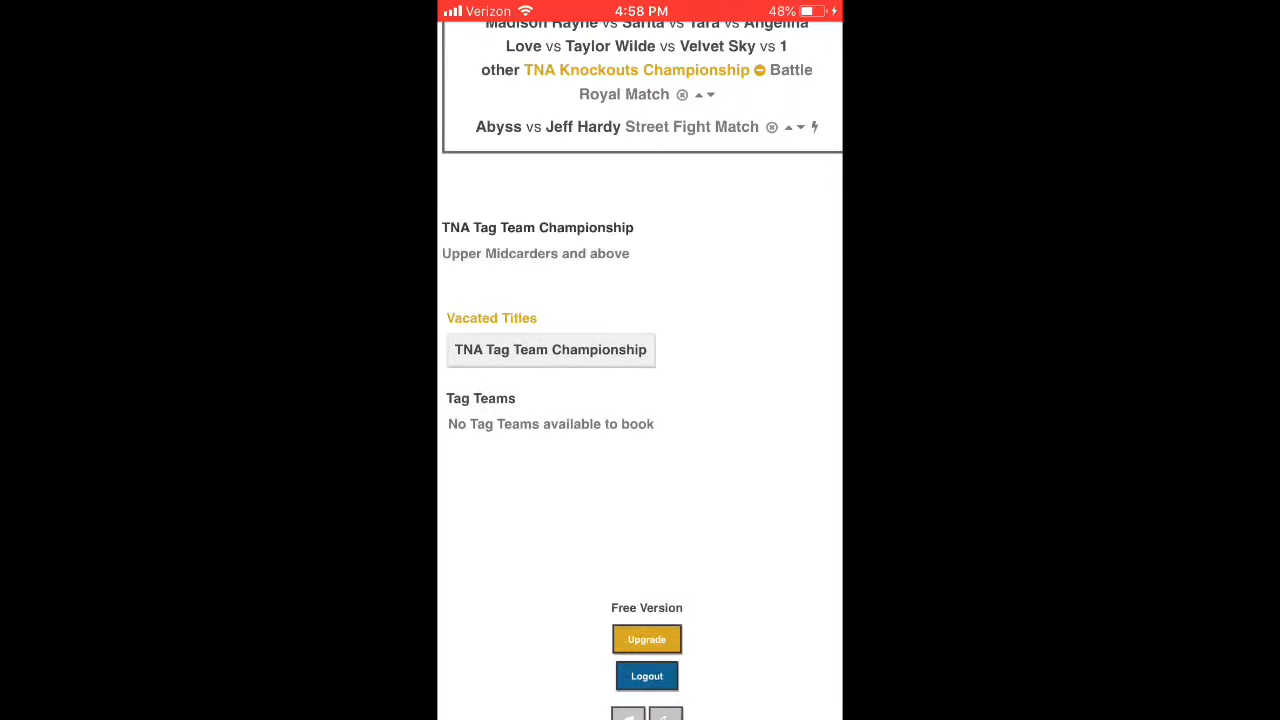 Verizon 4:58 PM 48%
Madison Rayne vs Sarita vs Tara vs Angelina
Love vs Taylor Wilde vs Velvet Sky vs 1
other TNA Knockouts Championship Battle
Royal Match
Abyss vs Jeff Hardy Street Fight Match
TNA Tag Team Championship
Upper Midcarders and above
Vacated Titles
TNA Tag Team Championship
Tag Teams
No Tag Teams available to book
Free Version
Upgrade
Logout